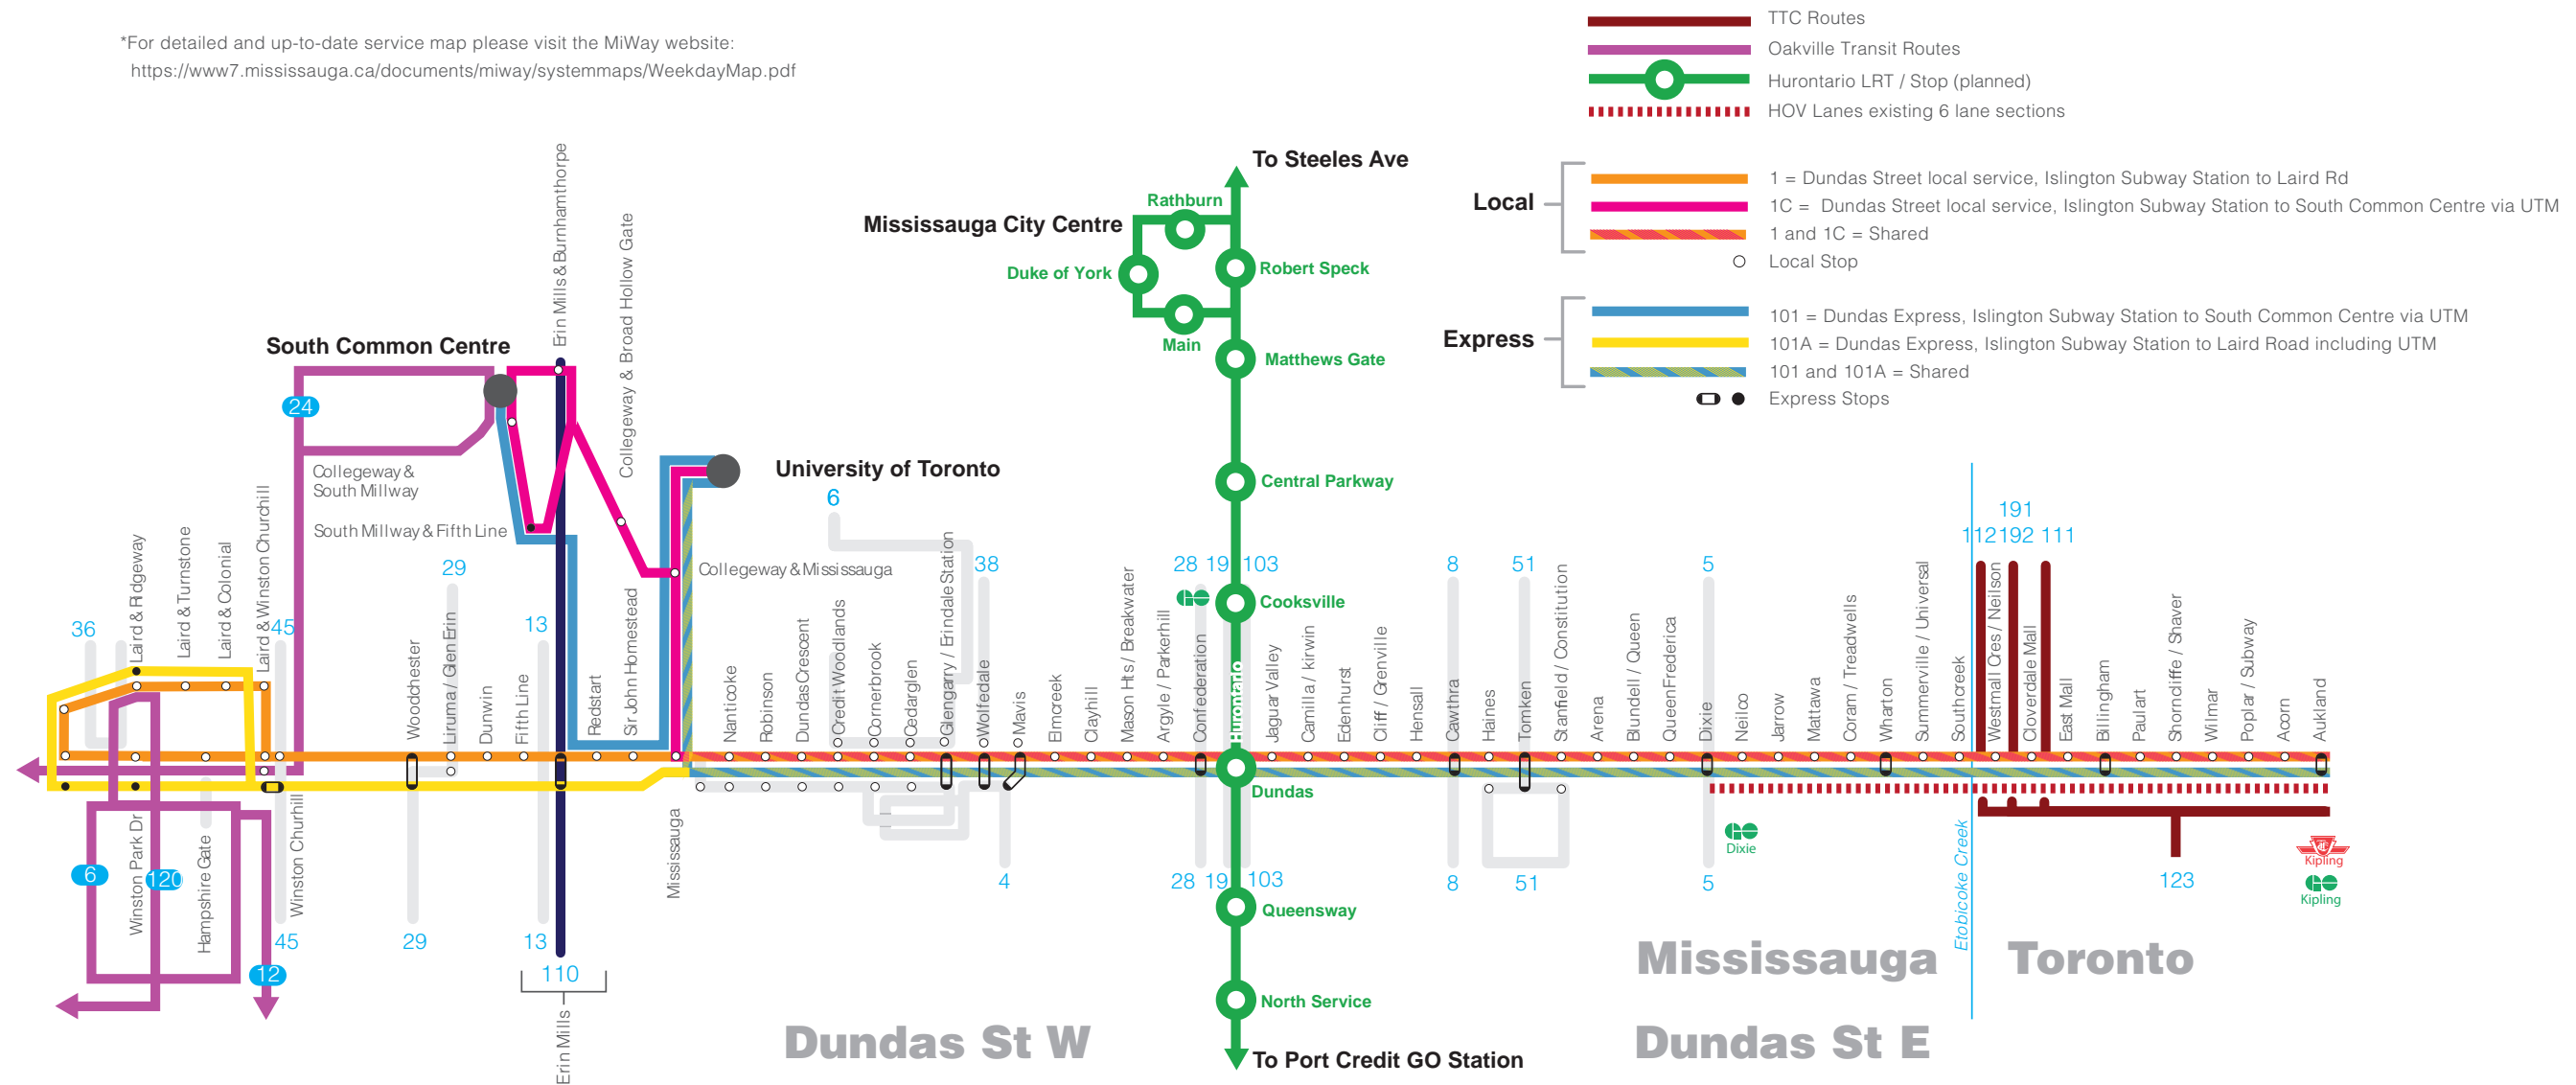 *For detailed and up-to-date service map please visit the MiWay website:
https://www7.mississauga.ca/documents/miway/systemmaps/WeekdayMap.pdf
TTC Routes
Oakville Transit Routes
Hurontario LRT / Stop (planned)
HOV Lanes existing 6 lane sections
Local
1 = Dundas Street local service, Islington Subway Station to Laird Rd
1C = Dundas Street local service, Islington Subway Station to South Common Centre via UTM
1 and 1C = Shared
Local Stop
Express
101 = Dundas Express, Islington Subway Station to South Common Centre via UTM
101A = Dundas Express, Islington Subway Station to Laird Road including UTM
101 and 101A = Shared
Express Stops
To Steeles Ave
Rathburn
Mississauga City Centre
Duke of York
Robert Speck
Main
Matthews Gate
Central Parkway
Cooksville
Hurontario
Dundas
Queensway
North Service
To Port Credit GO Station
South Common Centre
University of Toronto
Erin Mills & Burnhamthorpe
Collegeway & Broad Hollow Gate
24
Collegeway &
South Millway
South Millway & Fifth Line
Collegeway & Mississauga
6
29
38
28
19
103
8
51
5
191
112
192
111
36
45
13
Laird & Ridgeway
Laird & Turnstone
Laird & Colonial
Laird & Winston Churchill
Woodchester
Liruma / Glen Erin
Dunwin
Fifth Line
Redstart
Sir John Homestead
Nanticoke
Robinson
Dundas Crescent
Credit Woodlands
Cornerbrook
Cedarglen
Glengarry / Erindale Station
Wolfedale
Mavis
Elmcreek
Clayhill
Mason Hts / Breakwater
Argyle / Parkerhill
Confederation
Jaguar Valley
Camilla / kirwin
Edenhurst
Cliff / Grenville
Hensall
Cawthra
Haines
Tomken
Stanfield / Constitution
Arena
Blundell / Queen
Queen Frederica
Dixie
Neilco
Jarrow
Mattawa
Coram / Treadwells
Wharton
Summerville / Universal
Southcreek
Westmall Cres / Neilson
Cloverdale Mall
East Mall
Billingham
Paulart
Shorncliffe / Shaver
Wilmar
Poplar / Subway
Acorn
Aukland
Winston Park Dr
Hampshire Gate
Winston Churhill
Mississauga
6
120
12
45
29
13
110
Erin Mills
4
28
19
103
8
51
5
123
Dixie
Kipling
Kipling
Etobicoke Creek
Mississauga
Toronto
Dundas St W
Dundas St E